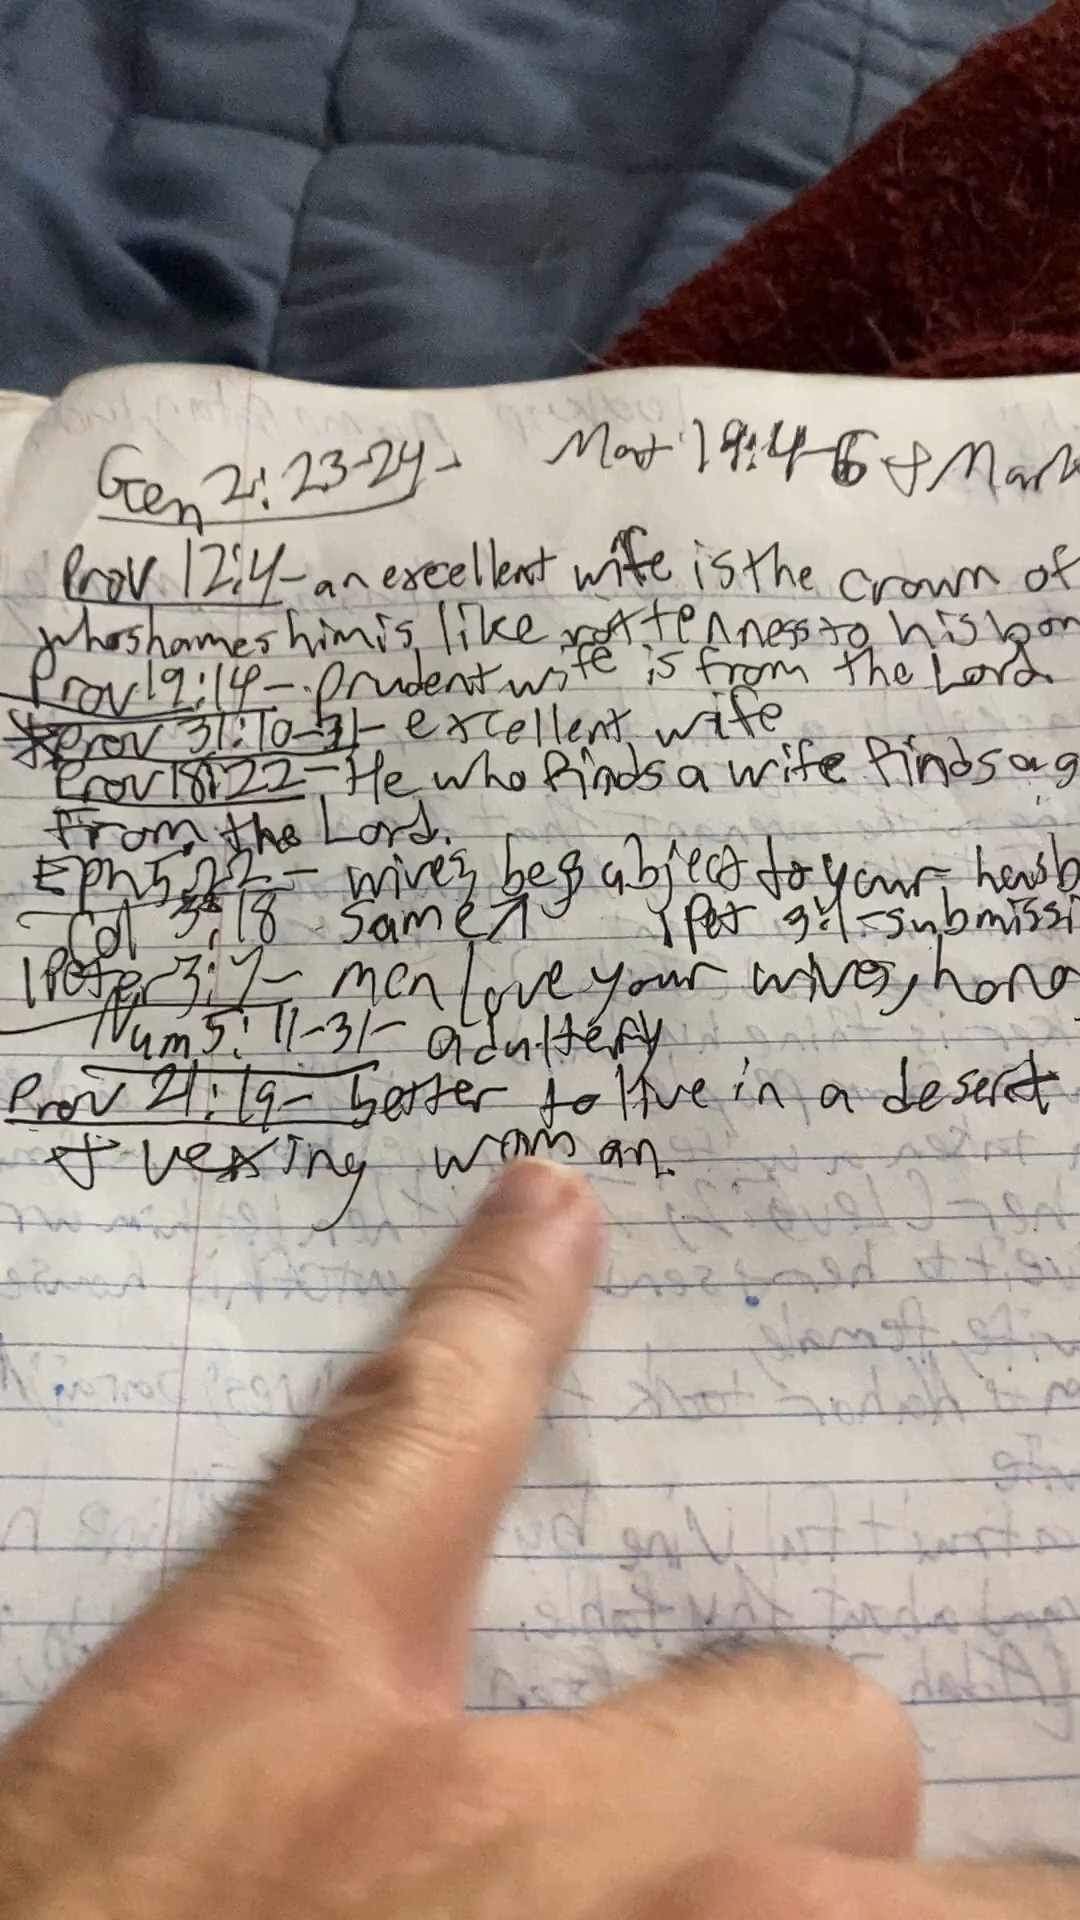 Gen 2:23-24. Mat 19:4-6 + Mark
Prov 12:4 - an excellent wife is the crown of
who shames him is like rottenness to his bon
Prov 19:14 - prudent wife is from the Lord.
*Prov 31:10-31 - excellent wife
Prov 18:22 - He who finds a wife finds a g
From the Lord.
Eph 5:22 - wives be subject to your husb
Col 3:18 same ↗ 1 Pet 3:1 - submissi
1 Peter 3:7 - men love your wives, hono
Num 5:11-31 - adultery
Prov 21:19 - better to live in a desert
+ vexing woman.